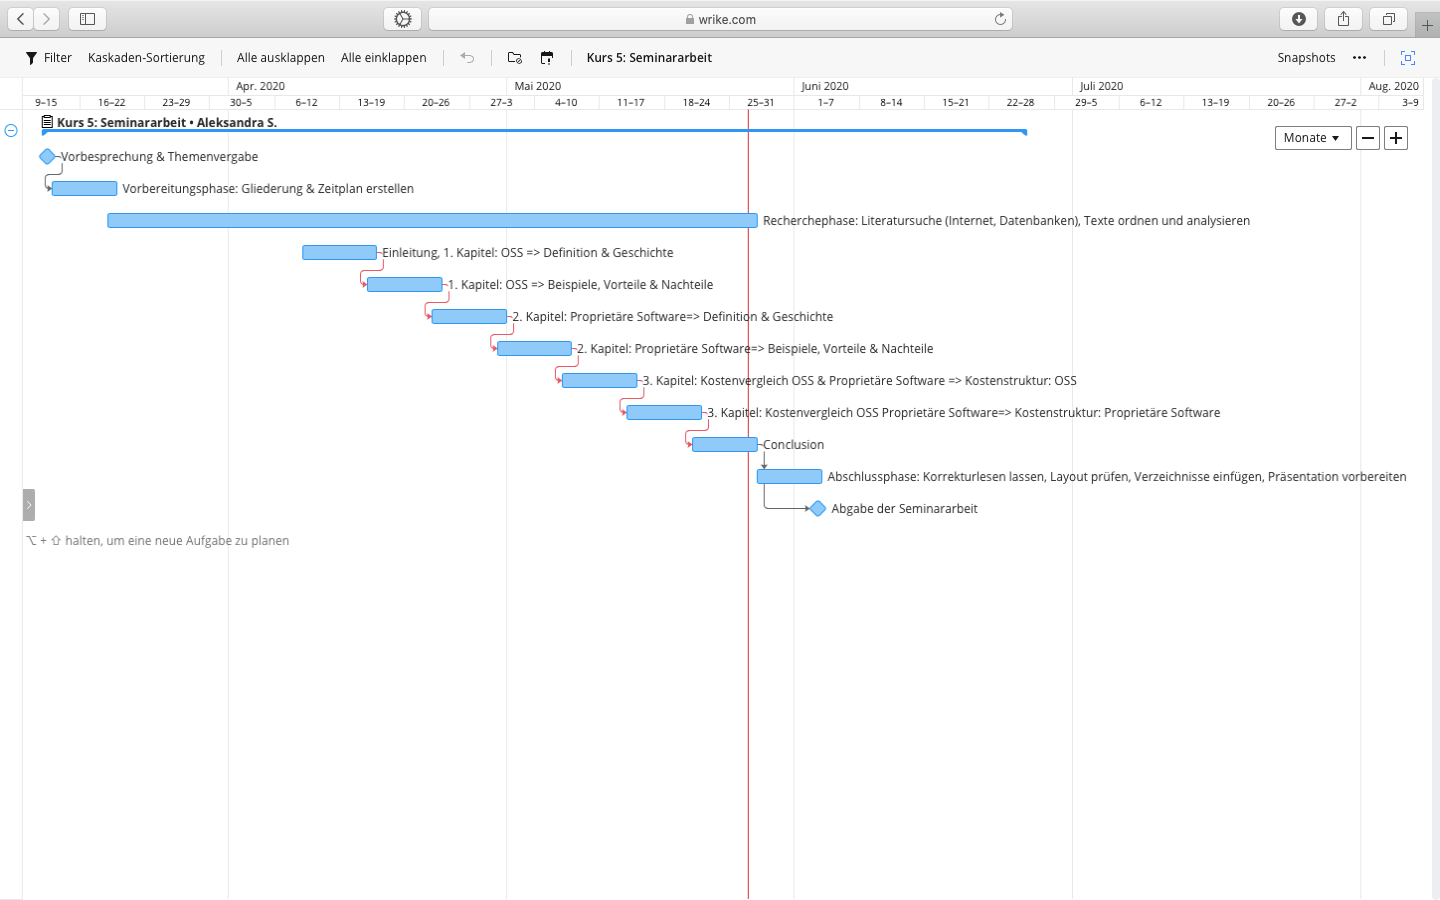 wrike.com
Filter Kaskaden-Sortierung Alle ausklappen Alle einklappen Kurs 5: Seminararbeit Snapshots
Apr. 2020 Mai 2020 Juni 2020 Juli 2020 Aug. 2020
9–15 16–22 23–29 30–5 6–12 13–19 20–26 27–3 4–10 11–17 18–24 25–31 1–7 8–14 15–21 22–28 29–5 6–12 13–19 20–26 27–2 3–9
Kurs 5: Seminararbeit • Aleksandra S.
Monate
Vorbesprechung & Themenvergabe
Vorbereitungsphase: Gliederung & Zeitplan erstellen
Recherchephase: Literatursuche (Internet, Datenbanken), Texte ordnen und analysieren
Einleitung, 1. Kapitel: OSS => Definition & Geschichte
1. Kapitel: OSS => Beispiele, Vorteile & Nachteile
2. Kapitel: Proprietäre Software=> Definition & Geschichte
2. Kapitel: Proprietäre Software=> Beispiele, Vorteile & Nachteile
3. Kapitel: Kostenvergleich OSS & Proprietäre Software => Kostenstruktur: OSS
3. Kapitel: Kostenvergleich OSS Proprietäre Software=> Kostenstruktur: Proprietäre Software
Conclusion
Abschlussphase: Korrekturlesen lassen, Layout prüfen, Verzeichnisse einfügen, Präsentation vorbereiten
Abgabe der Seminararbeit
⌥ + ⇧ halten, um eine neue Aufgabe zu planen